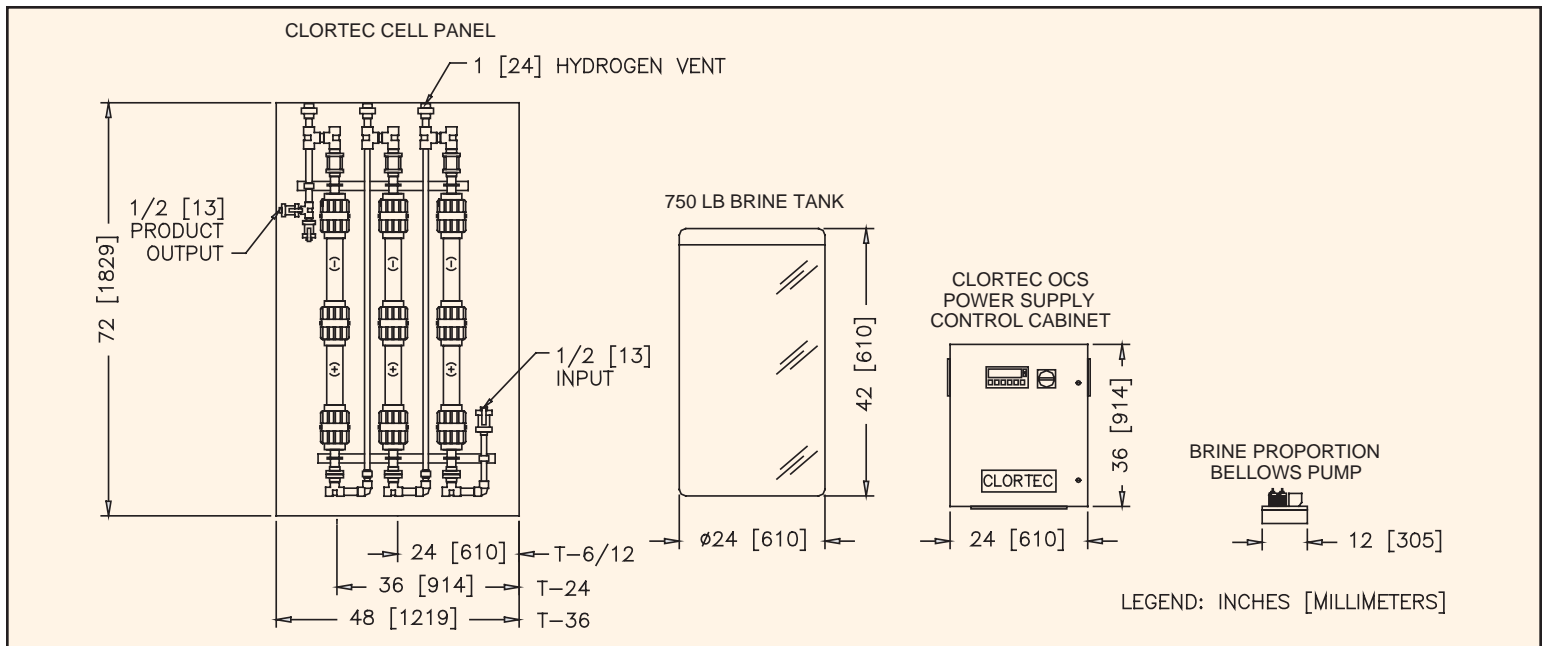 CLORTEC CELL PANEL
1 [24] HYDROGEN VENT
1/2 [13]
PRODUCT
OUTPUT
72 [1829]
1/2 [13]
INPUT
24 [610]
T-6/12
36 [914]
T-24
48 [1219]
T-36
750 LB BRINE TANK
42 [610]
ø24 [610]
CLORTEC OCS
POWER SUPPLY
CONTROL CABINET
CLORTEC
36 [914]
24 [610]
BRINE PROPORTION
BELLOWS PUMP
12 [305]
LEGEND: INCHES [MILLIMETERS]
(-)
(-)
(-)
(+)
(+)
(+)